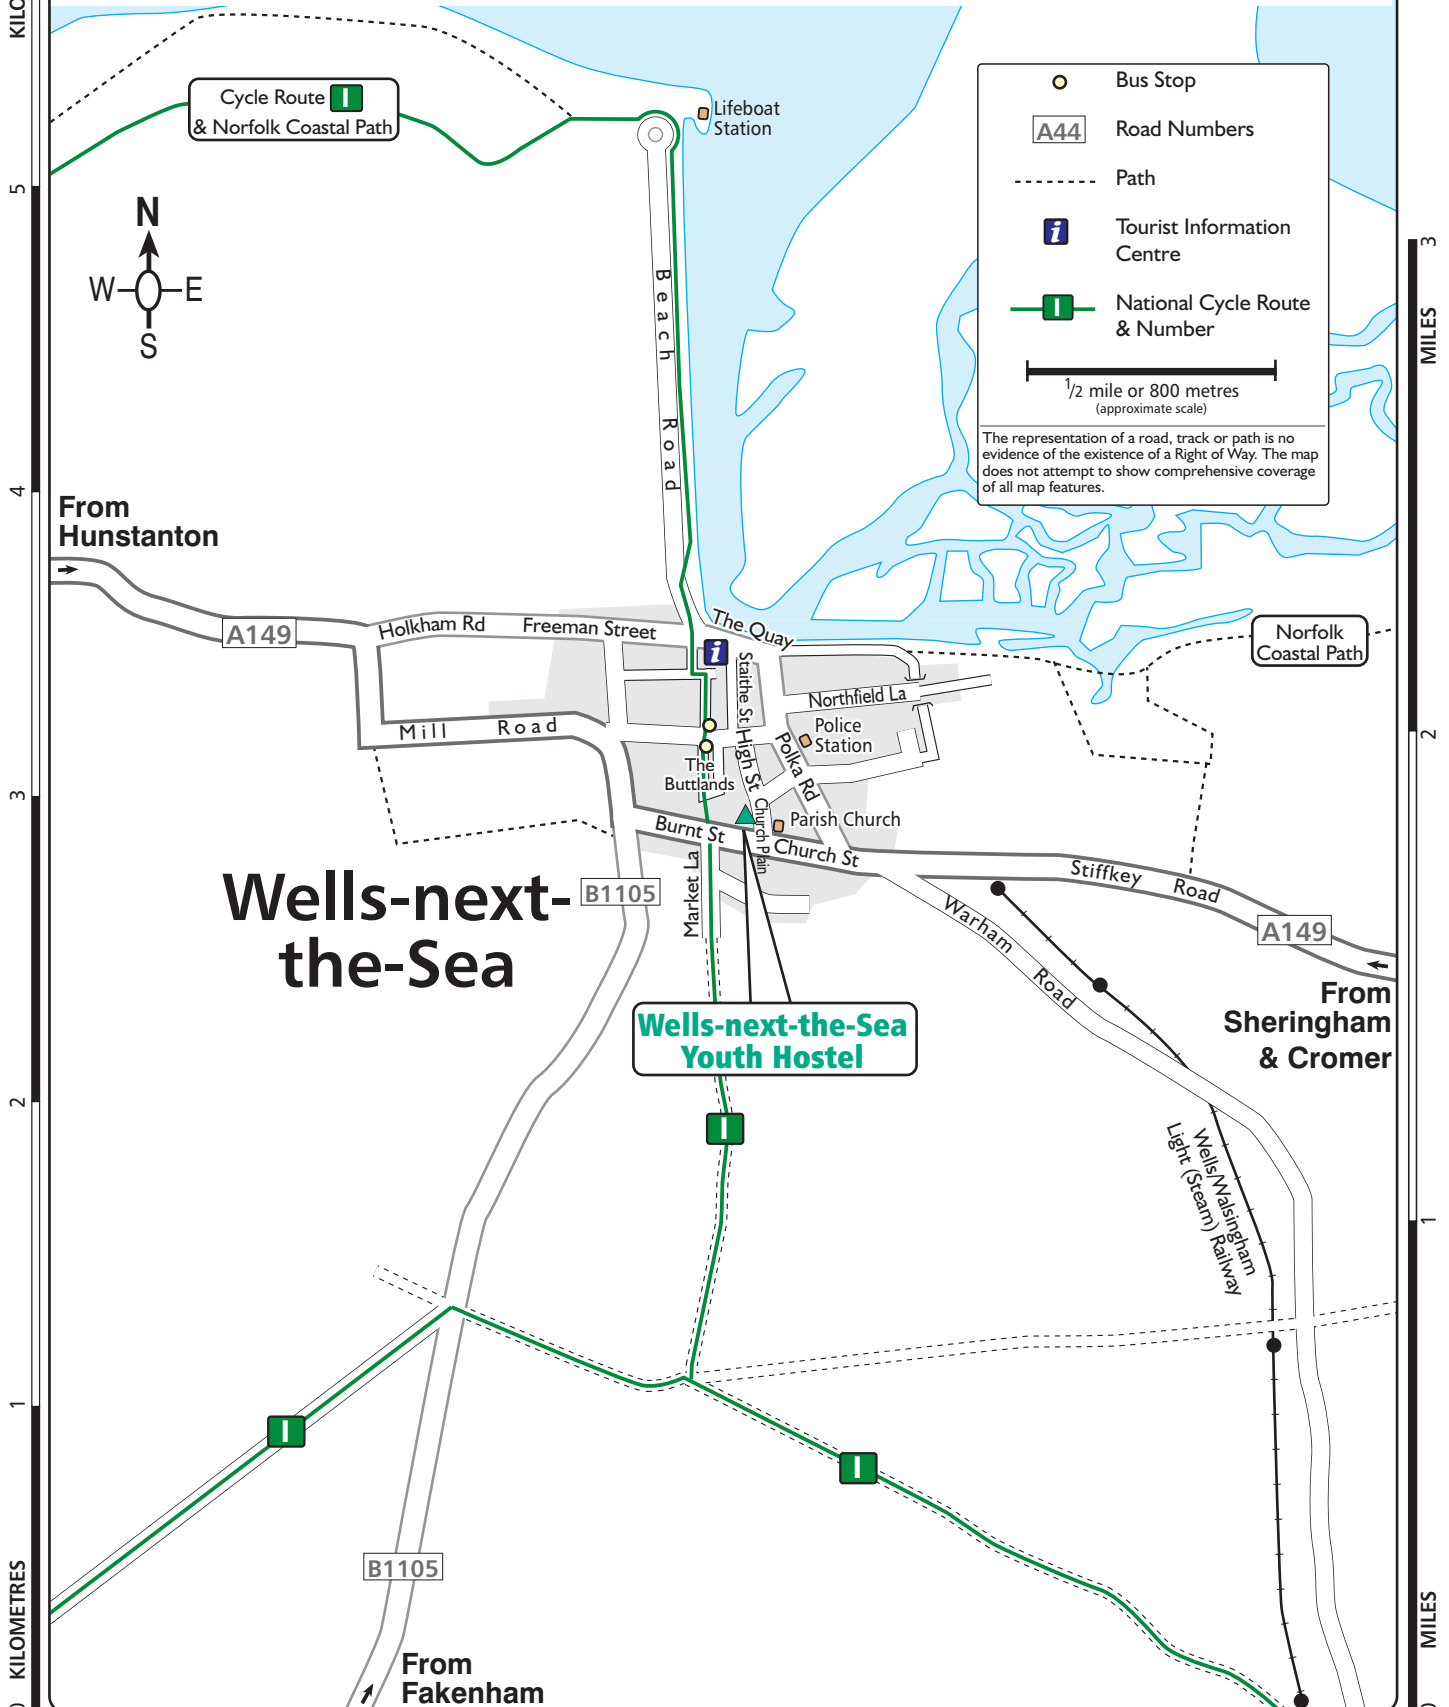 KILO
Cycle Route 1
& Norfolk Coastal Path
Lifeboat
Station
Bus Stop
A44 Road Numbers
Path
i Tourist Information
Centre
1 National Cycle Route
& Number
1/2 mile or 800 metres
(approximate scale)
The representation of a road, track or path is no
evidence of the existence of a Right of Way. The map
does not attempt to show comprehensive coverage
of all map features.
N
W E
S
5
4
3
2
1
KILOMETRES
3
MILES
2
1
MILES
Beach Road
From
Hunstanton
A149
Holkham Rd
Freeman Street
The Quay
i
Staithe St
Northfield La
Norfolk
Coastal Path
Mill Road
Police
Station
High St
Polka Rd
The
Buttlands
Church Plain
Parish Church
Burnt St
Church St
Market La
Stiffkey Road
A149
Warham Road
B1105
Wells-next-
the-Sea
From
Sheringham
& Cromer
Wells-next-the-Sea
Youth Hostel
1
Wells/Walsingham
Light (Steam) Railway
1
1
B1105
From
Fakenham